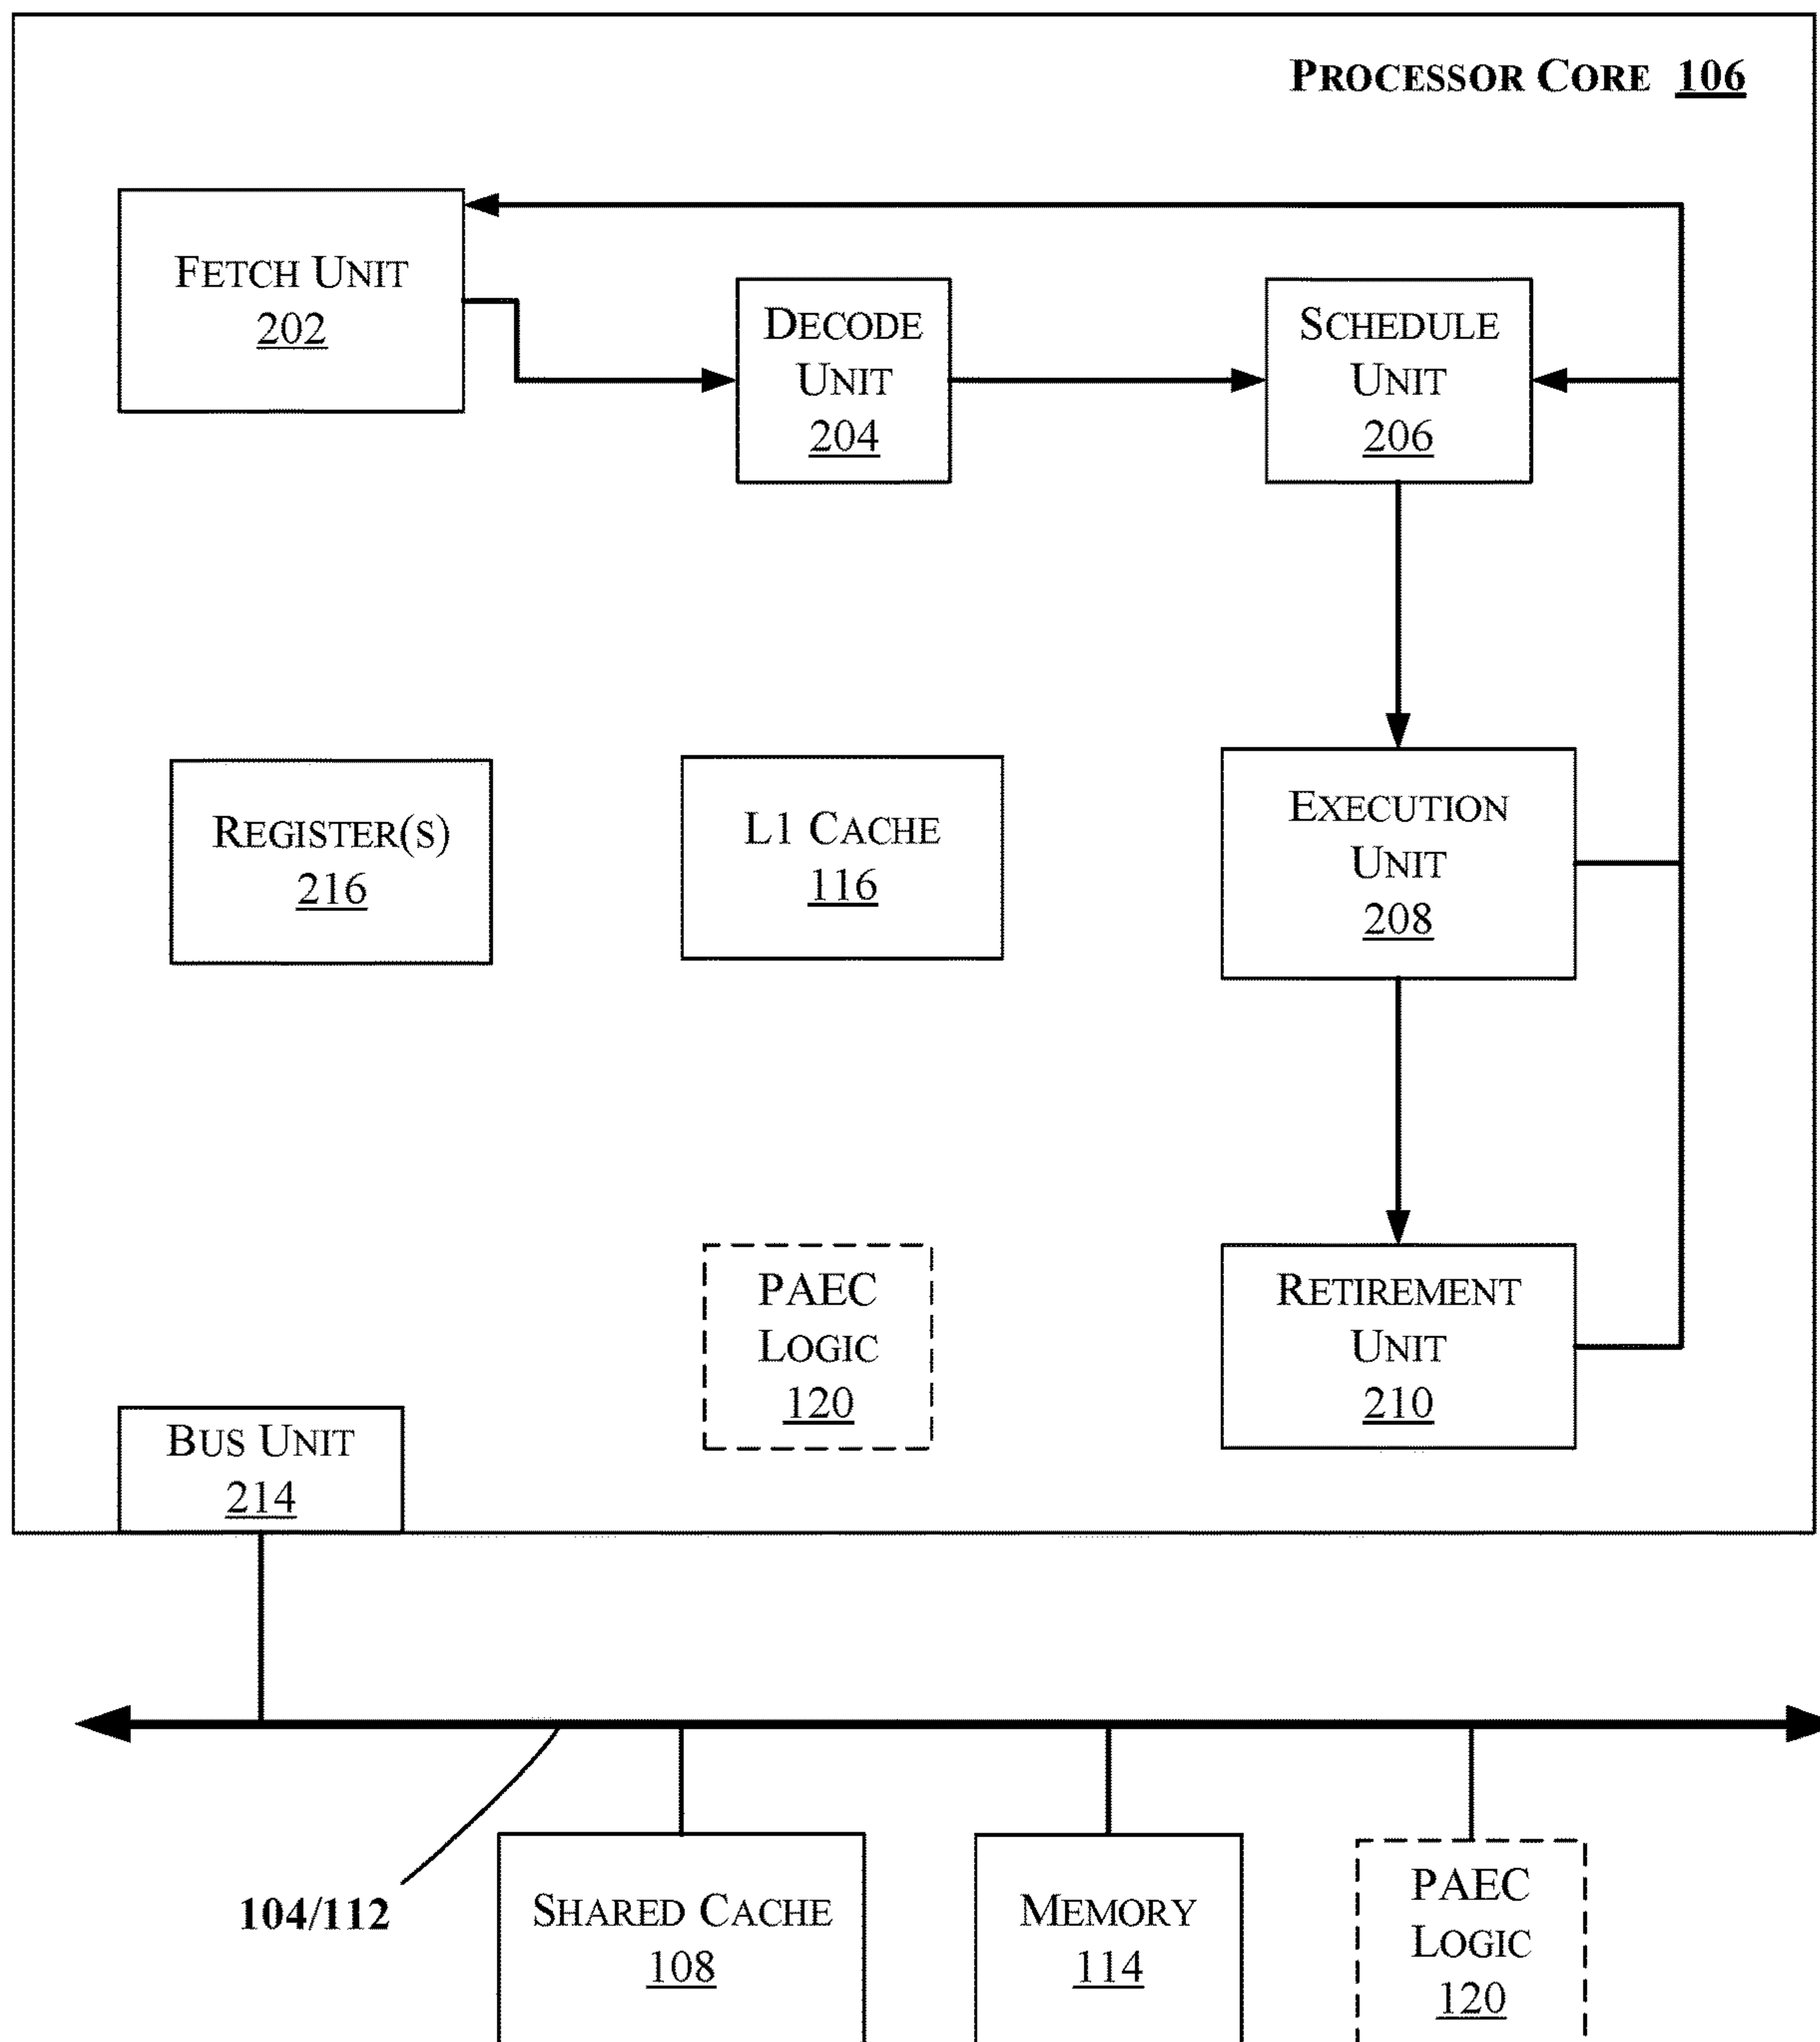 PROCESSOR CORE 106
FETCH UNIT
202
DECODE
UNIT
204
SCHEDULE
UNIT
206
REGISTER(S)
216
L1 CACHE
116
EXECUTION
UNIT
208
PAEC
LOGIC
120
RETIREMENT
UNIT
210
BUS UNIT
214
104/112
SHARED CACHE
108
MEMORY
114
PAEC
LOGIC
120